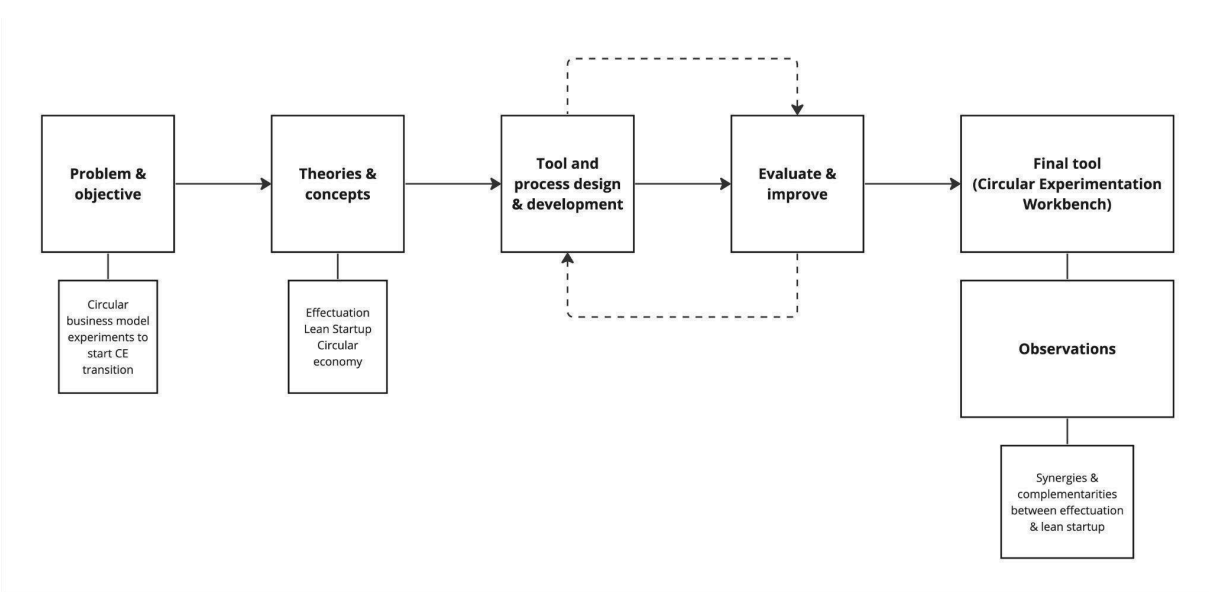 Problem &
objective
Theories &
concepts
Tool and
process design
& development
Evaluate &
improve
Final tool
(Circular Experimentation
Workbench)
Circular
business model
experiments to
start CE
transition
Effectuation
Lean Startup
Circular
economy
Observations
Synergies &
complementarities
between effectuation
& lean startup